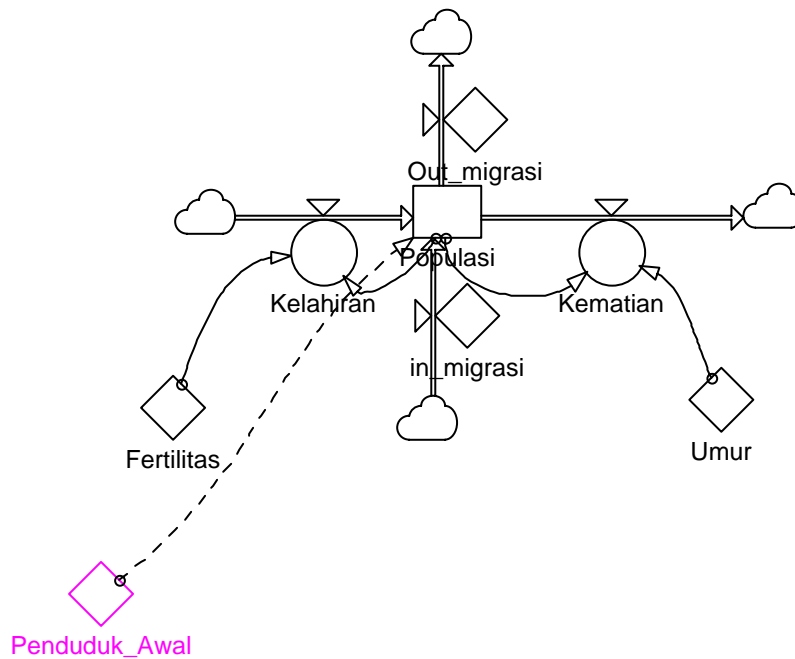 Out_migrasi
Populasi
Kelahiran
Kematian
in_migrasi
Fertilitas
Umur
Penduduk_Awal